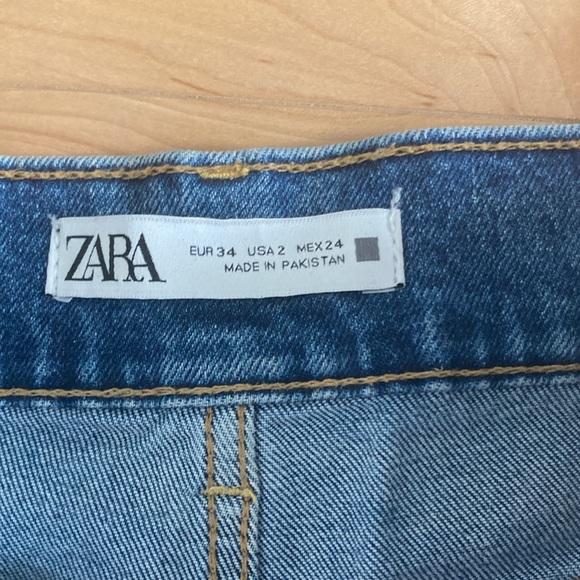 ZARA
EUR 34 USA 2 MEX 24
MADE IN PAKISTAN